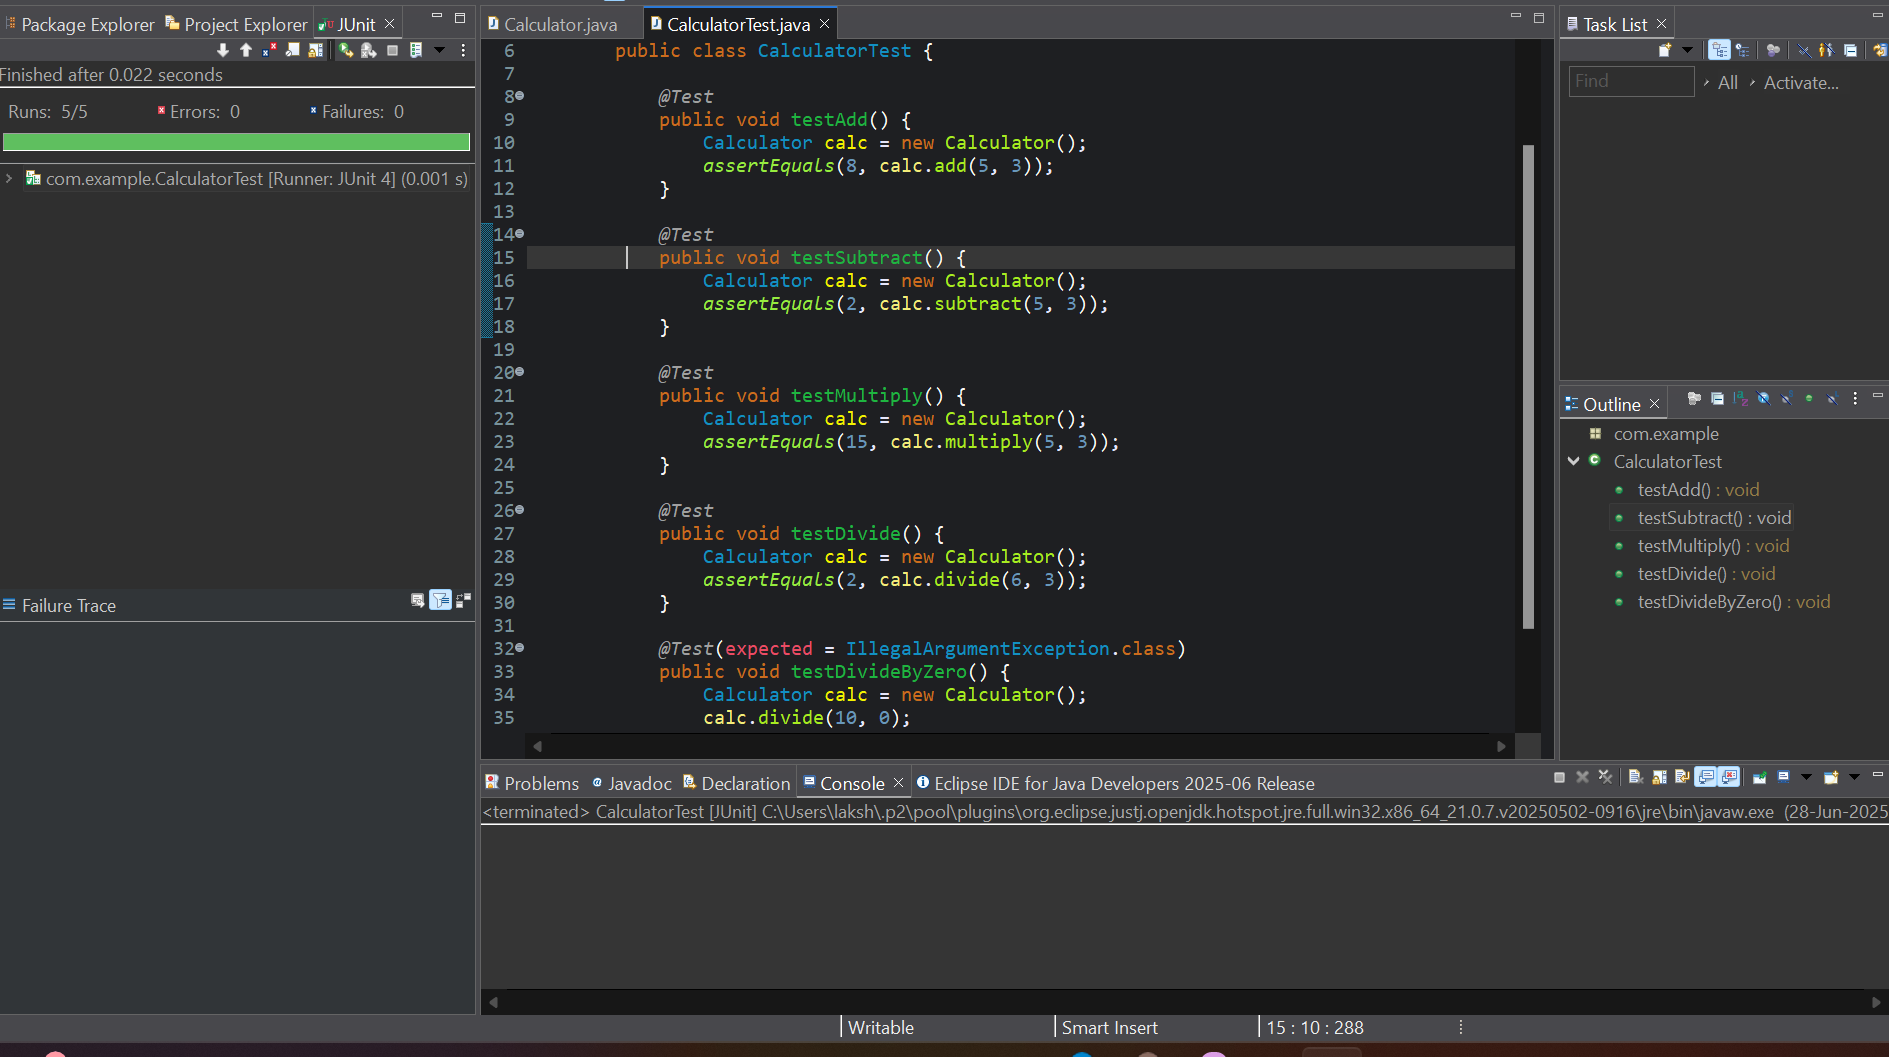 Package Explorer Project Explorer JUnit
Finished after 0.022 seconds
Runs: 5/5 Errors: 0 Failures: 0
com.example.CalculatorTest [Runner: JUnit 4] (0.001 s)
Failure Trace
Calculator.java CalculatorTest.java
6 public class CalculatorTest {
7
8 @Test
9 public void testAdd() {
10 Calculator calc = new Calculator();
11 assertEquals(8, calc.add(5, 3));
12 }
13
14 @Test
15 public void testSubtract() {
16 Calculator calc = new Calculator();
17 assertEquals(2, calc.subtract(5, 3));
18 }
19
20 @Test
21 public void testMultiply() {
22 Calculator calc = new Calculator();
23 assertEquals(15, calc.multiply(5, 3));
24 }
25
26 @Test
27 public void testDivide() {
28 Calculator calc = new Calculator();
29 assertEquals(2, calc.divide(6, 3));
30 }
31
32 @Test(expected = IllegalArgumentException.class)
33 public void testDivideByZero() {
34 Calculator calc = new Calculator();
35 calc.divide(10, 0);
Task List
Find All Activate...
Outline
com.example
CalculatorTest
testAdd() : void
testSubtract() : void
testMultiply() : void
testDivide() : void
testDivideByZero() : void
Problems Javadoc Declaration Console Eclipse IDE for Java Developers 2025-06 Release
<terminated> CalculatorTest [JUnit] C:\Users\laksh\.p2\pool\plugins\org.eclipse.justj.openjdk.hotspot.jre.full.win32.x86_64_21.0.7.v20250502-0916\jre\bin\javaw.exe (28-Jun-2025
Writable Smart Insert 15 : 10 : 288